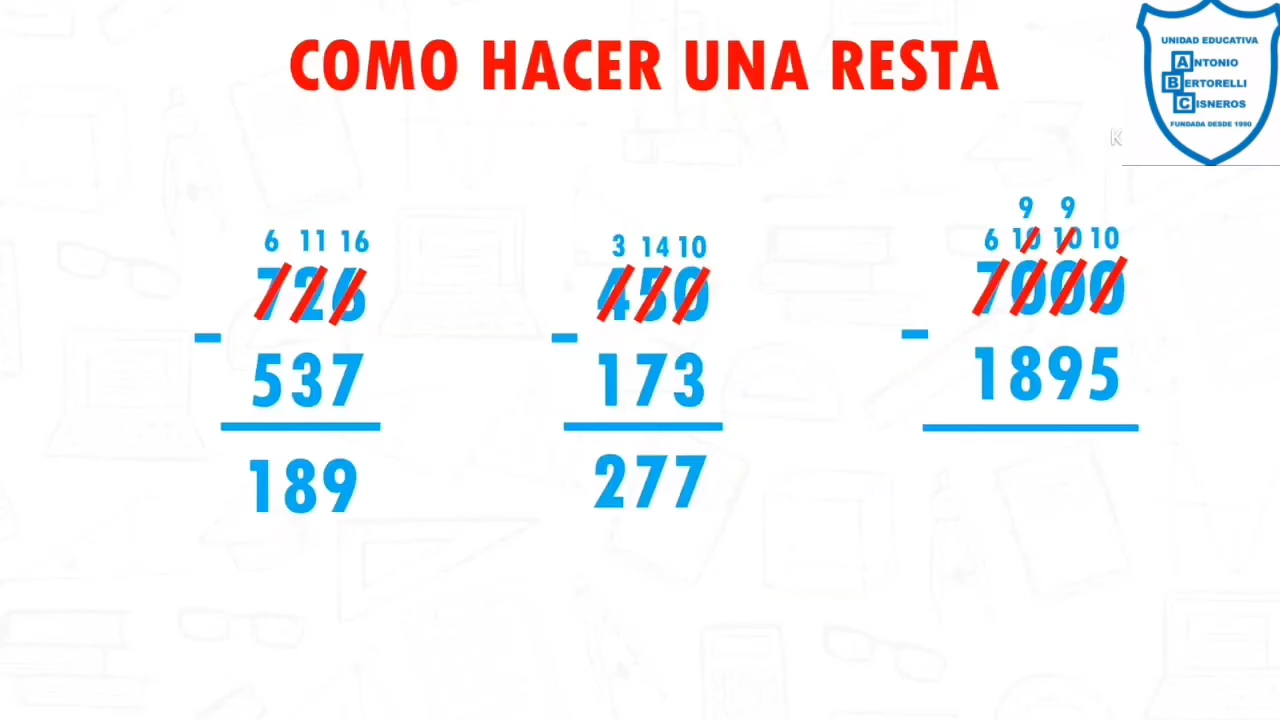 COMO HACER UNA RESTA
UNIDAD EDUCATIVA
ANTONIO
BERTORELLI
CISNEROS
FUNDADA DESDE 1990
K
6 11 16
726
- 537
189
3 14 10
450
- 173
277
9 9
6 10 10 10
7000
- 1895